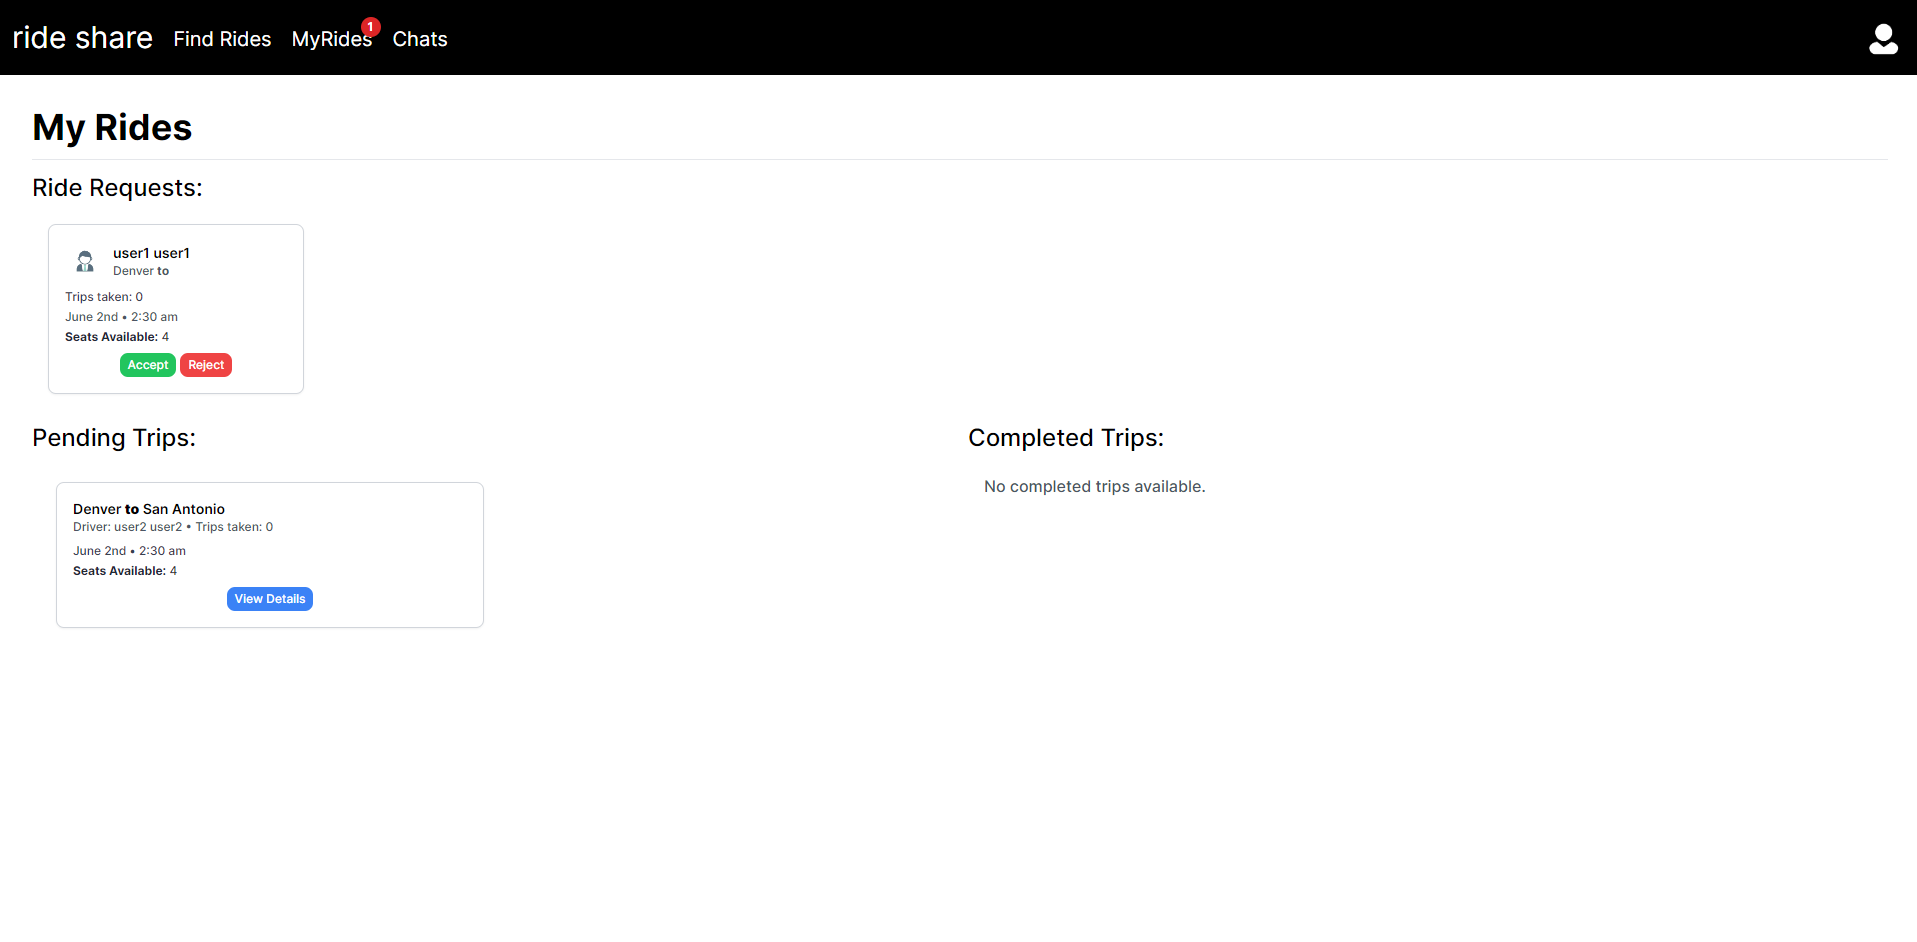 ride share Find Rides MyRides 1 Chats
My Rides
Ride Requests:
user1 user1
Denver to
Trips taken: 0
June 2nd • 2:30 am
Seats Available: 4
Accept Reject
Pending Trips:
Denver to San Antonio
Driver: user2 user2 • Trips taken: 0
June 2nd • 2:30 am
Seats Available: 4
View Details
Completed Trips:
No completed trips available.